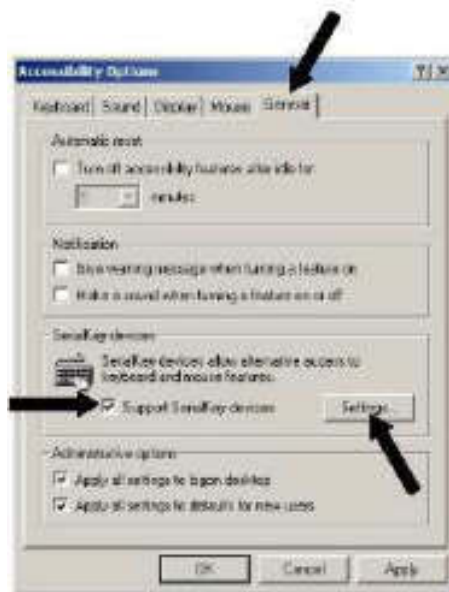 Accessibility Options
Keyboard Sound Display Mouse General
Automatic reset
Turn off accessibility features after idle for
minutes
Notification
Give warning message when turning a feature on
Make a sound when turning a feature on or off
SerialKey devices
SerialKey devices allow alternative access to
keyboard and mouse features.
Support SerialKey devices
Settings...
Administrative options
Apply all settings to logon desktop
Apply all settings to defaults for new users
OK Cancel Apply